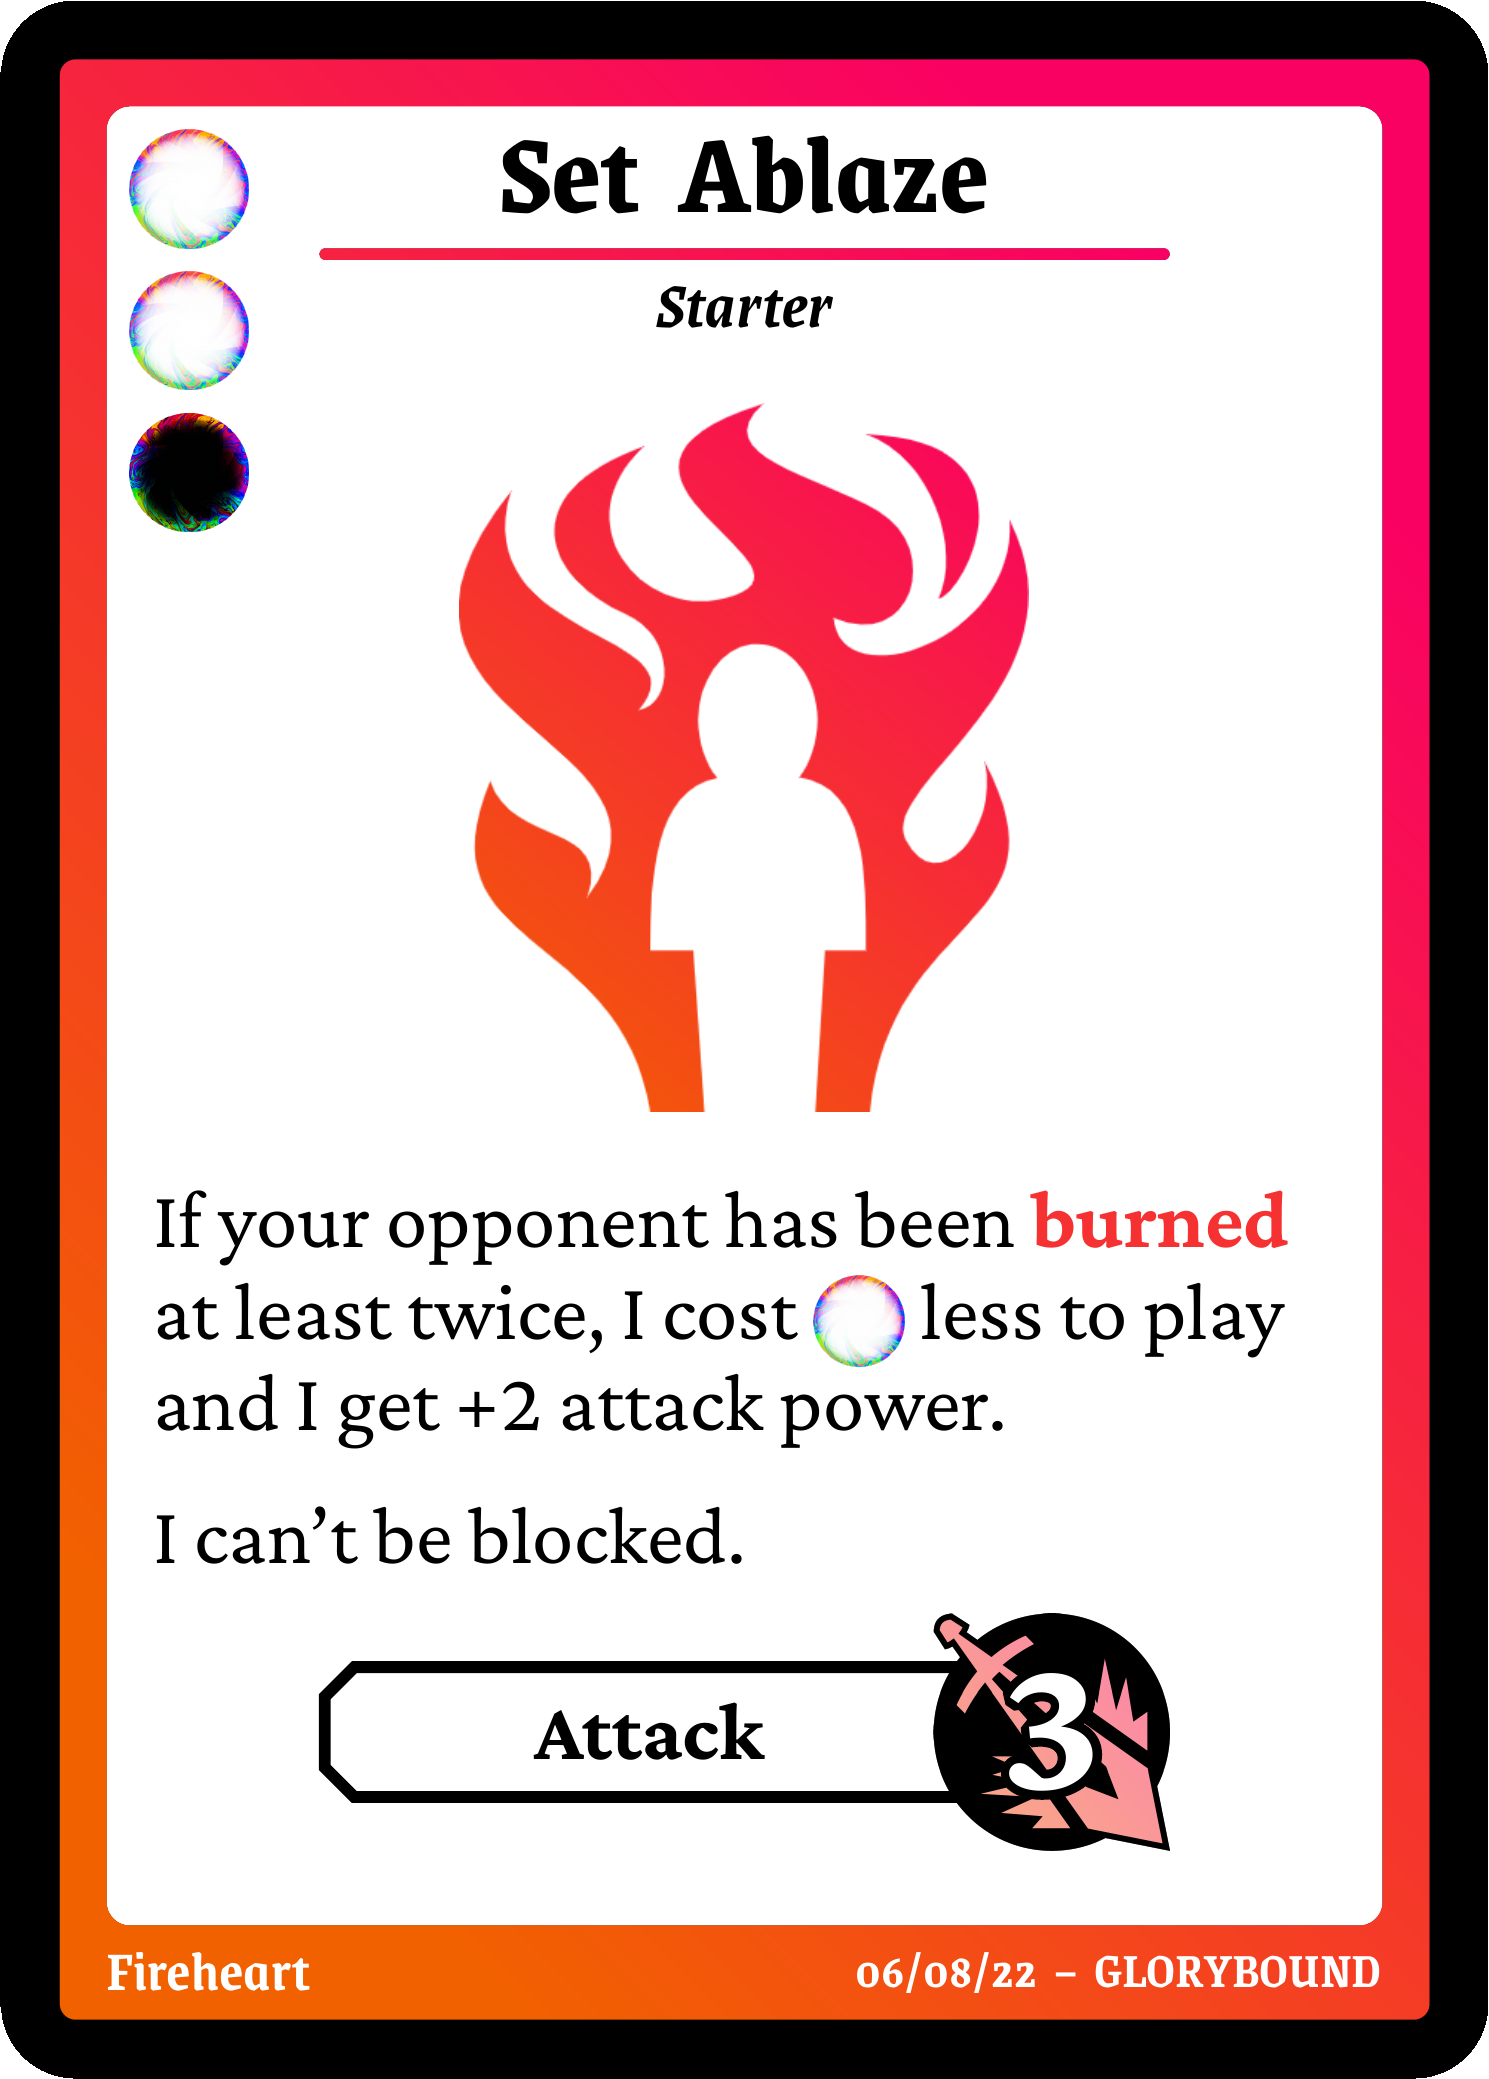 Set Ablaze
Starter
If your opponent has been burned
at least twice, I cost less to play
and I get +2 attack power.
I can’t be blocked.
Attack
3
Fireheart
06/08/22 – GLORYBOUND